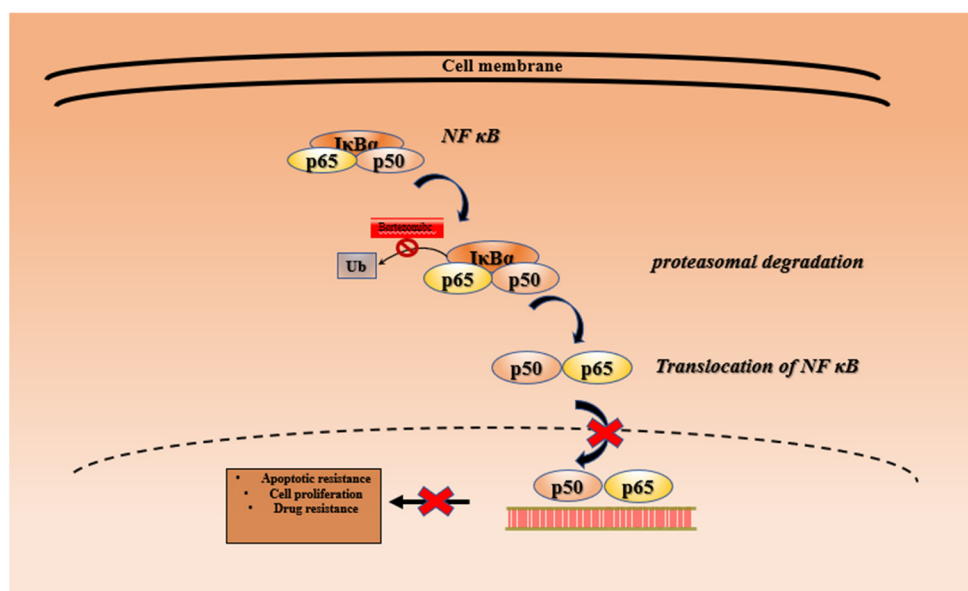 Cell membrane
IκBα
NF κB
p65 p50
Bortezomibc
IκBα
Ub
p65 p50
proteasomal degradation
p50 p65
Translocation of NF κB
p50 p65
• Apoptotic resistance
• Cell proliferation
• Drug resistance